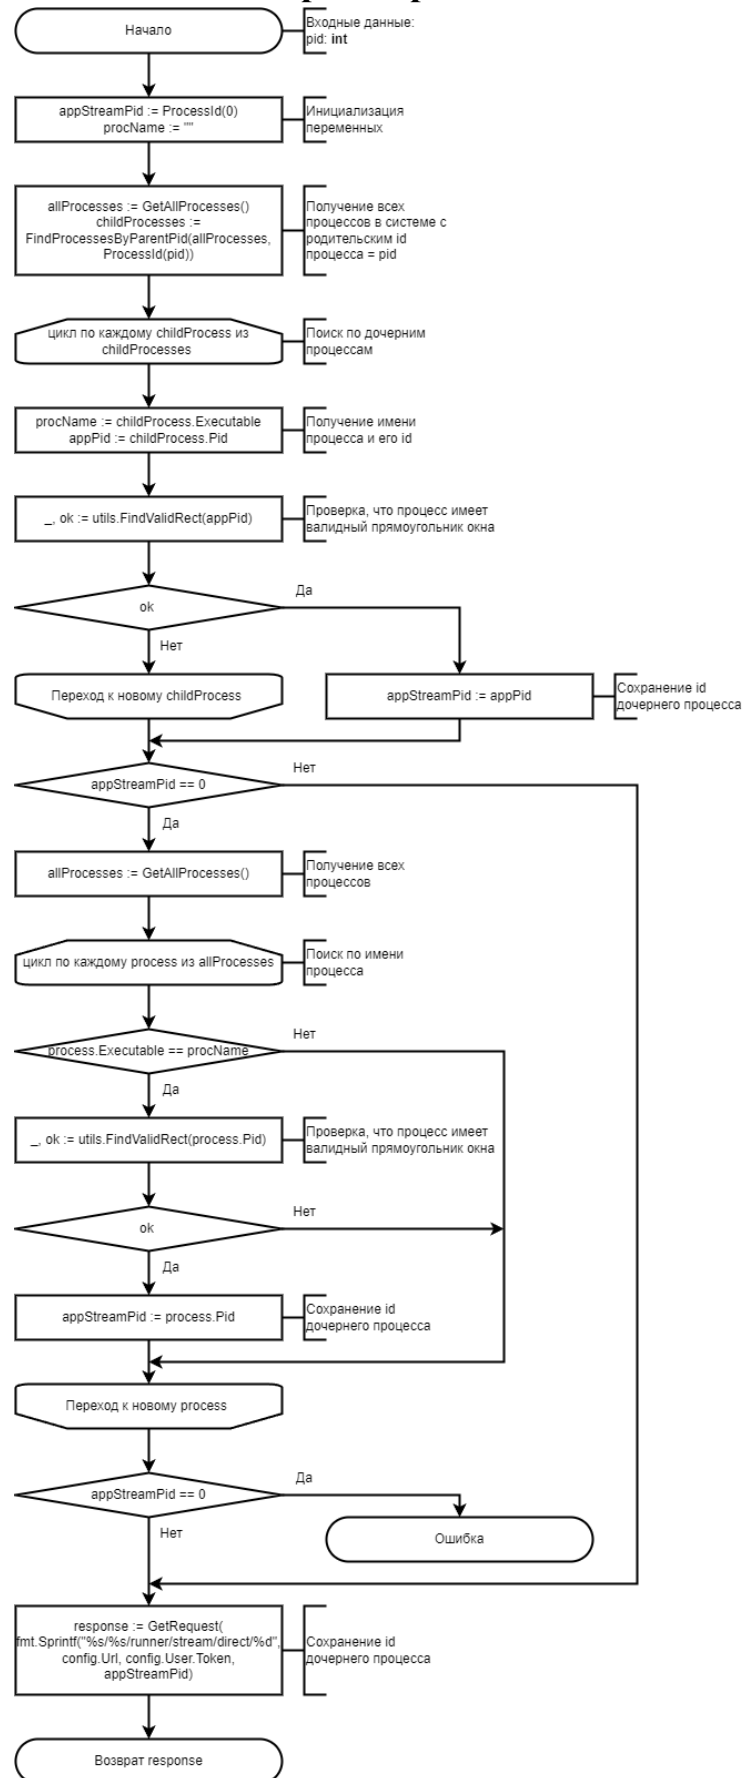 Начало
Входные данные:
pid: int
appStreamPid := ProcessId(0)
procName := ""
Инициализация
переменных
allProcesses := GetAllProcesses()
childProcesses :=
FindProcessesByParentPid(allProcesses,
ProcessId(pid))
Получение всех
процессов в системе с
родительским id
процесса = pid
цикл по каждому childProcess из
childProcesses
Поиск по дочерним
процессам
procName := childProcess.Executable
appPid := childProcess.Pid
Получение имени
процесса и его id
_, ok := utils.FindValidRect(appPid)
Проверка, что процесс имеет
валидный прямоугольник окна
ok
Да
Нет
Переход к новому childProcess
appStreamPid := appPid
Сохранение id
дочернего процесса
appStreamPid == 0
Нет
Да
allProcesses := GetAllProcesses()
Получение всех
процессов
цикл по каждому process из allProcesses
Поиск по имени
процесса
process.Executable == procName
Нет
Да
_, ok := utils.FindValidRect(process.Pid)
Проверка, что процесс имеет
валидный прямоугольник окна
ok
Нет
Да
appStreamPid := process.Pid
Сохранение id
дочернего процесса
Переход к новому process
appStreamPid == 0
Да
Нет
Ошибка
response := GetRequest(
fmt.Sprintf("%s/%s/runner/stream/direct/%d",
config.Url, config.User.Token,
appStreamPid)
Сохранение id
дочернего процесса
Возврат response